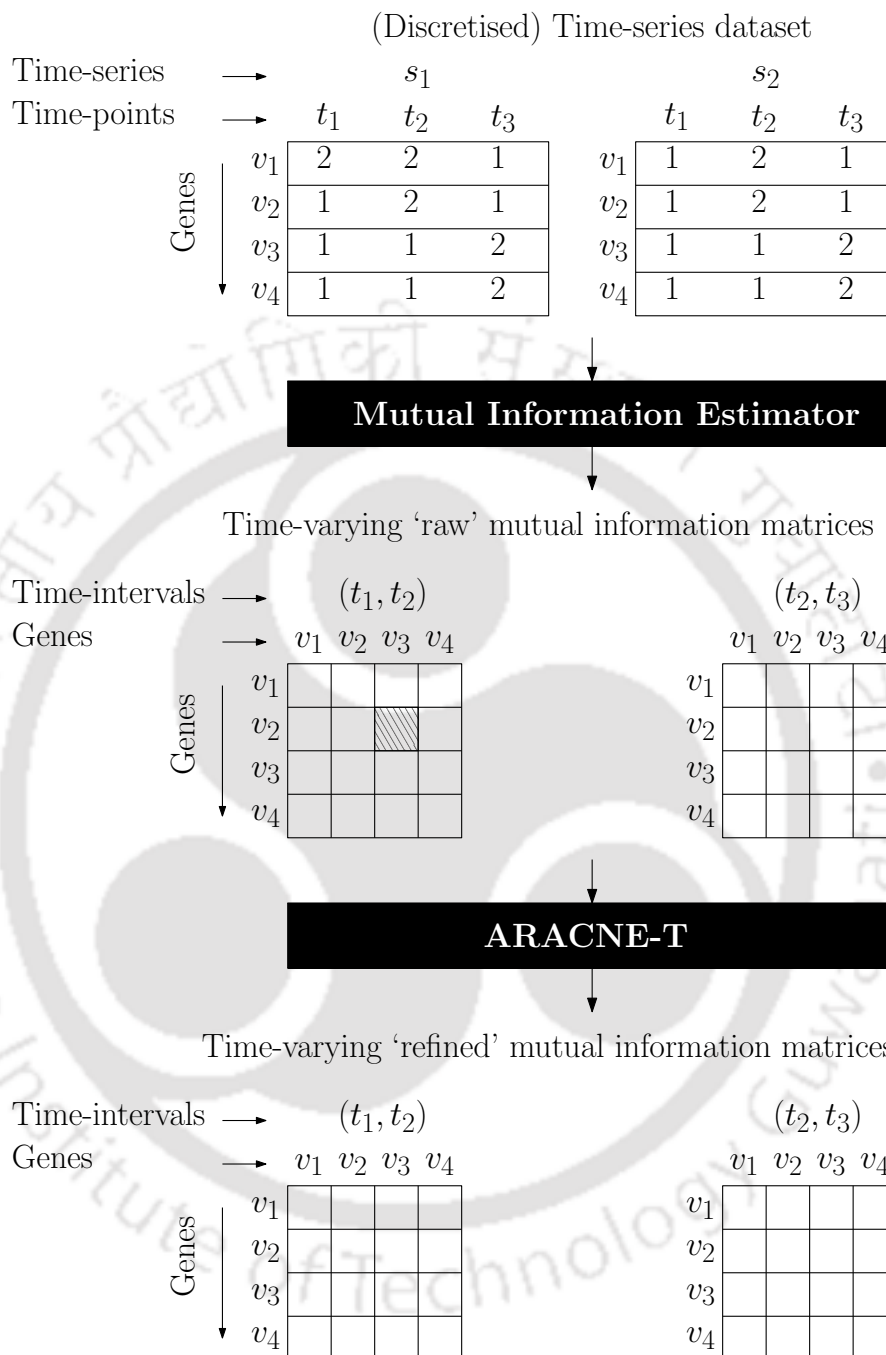 (Discretised) Time-series dataset
Time-series → s₁ s₂
Time-points → t₁ t₂ t₃ t₁ t₂ t₃
Genes
v₁ 2 2 1 v₁ 1 2 1
v₂ 1 2 1 v₂ 1 2 1
v₃ 1 1 2 v₃ 1 1 2
v₄ 1 1 2 v₄ 1 1 2
Mutual Information Estimator
Time-varying ‘raw’ mutual information matrices
Time-intervals → (t₁, t₂) (t₂, t₃)
Genes → v₁ v₂ v₃ v₄ v₁ v₂ v₃ v₄
Genes
v₁ v₁
v₂ v₂
v₃ v₃
v₄ v₄
ARACNE-T
Time-varying ‘refined’ mutual information matrices
Time-intervals → (t₁, t₂) (t₂, t₃)
Genes → v₁ v₂ v₃ v₄ v₁ v₂ v₃ v₄
Genes
v₁ v₁
v₂ v₂
v₃ v₃
v₄ v₄
प्रौद्योगिकी
Institute of Technology